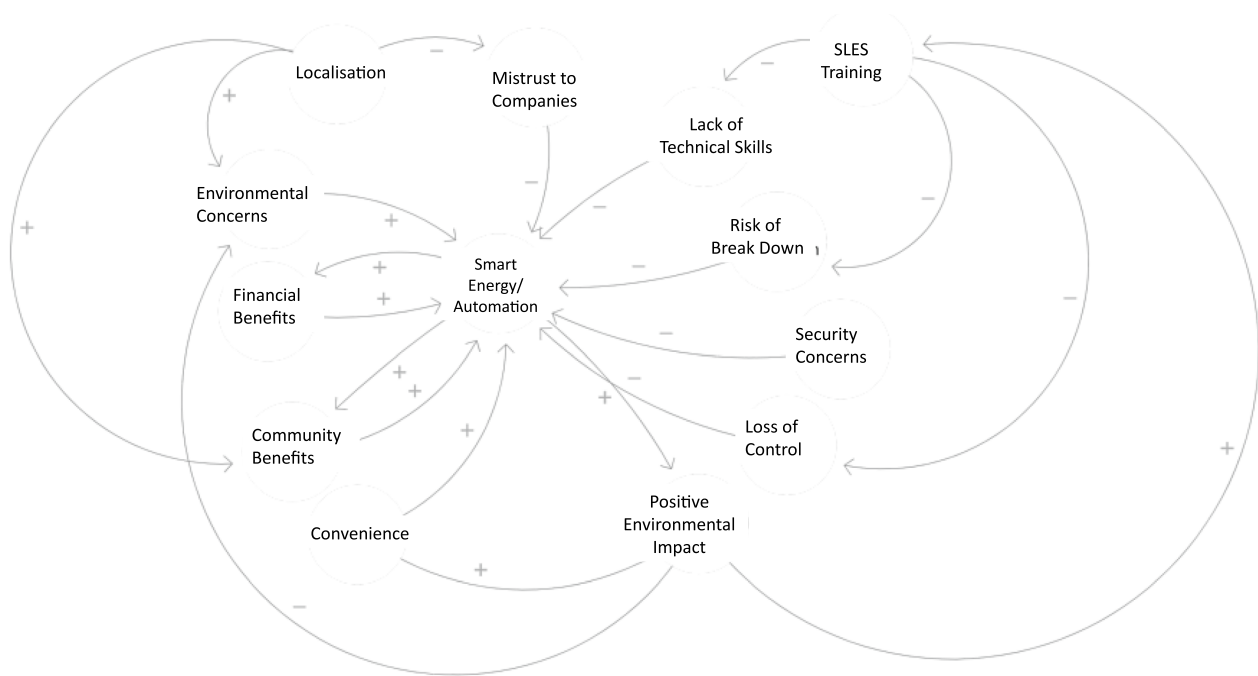 Localisation
Mistrust to
Companies
SLES
Training
Lack of
Technical Skills
Environmental
Concerns
Risk of
Break Down
Smart
Energy/
Automation
Financial
Benefits
Security
Concerns
Community
Benefits
Loss of
Control
Convenience
Positive
Environmental
Impact
+
−
−
+
−
−
+
−
−
+
+
−
−
+
+
−
+
+
+
+
−